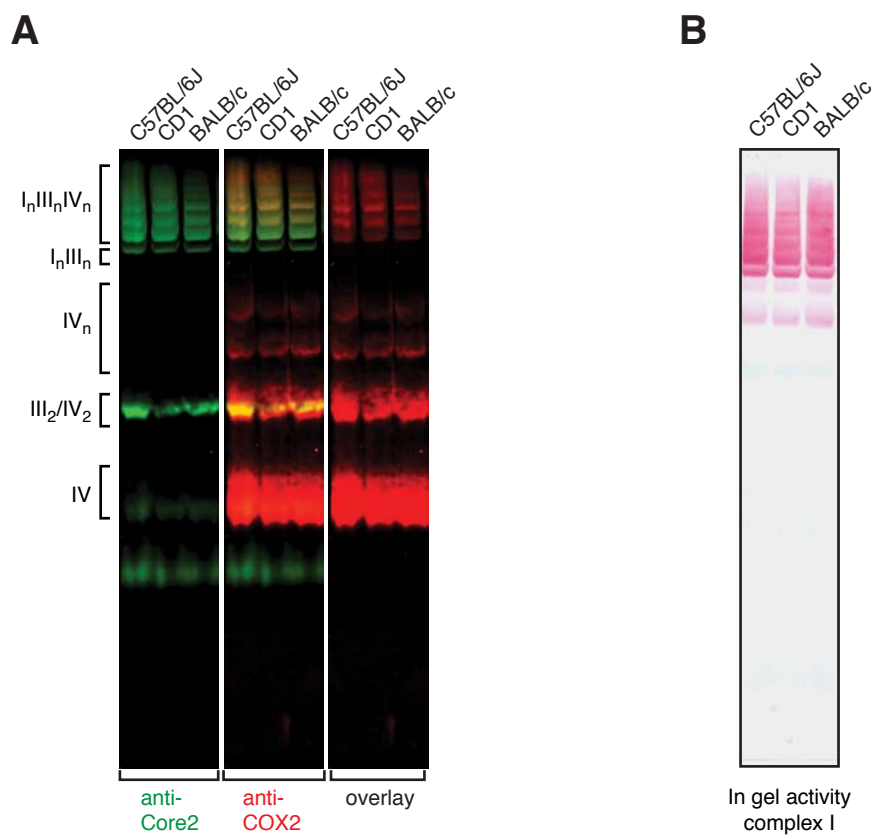 A
B
C57BL/6J
CD1
BALB/c
C57BL/6J
CD1
BALB/c
C57BL/6J
CD1
BALB/c
C57BL/6J
CD1
BALB/c
IₙIIIₙIVₙ
IₙIIIₙ
IVₙ
III₂/IV₂
IV
anti-
Core2
anti-
COX2
overlay
In gel activity
complex I